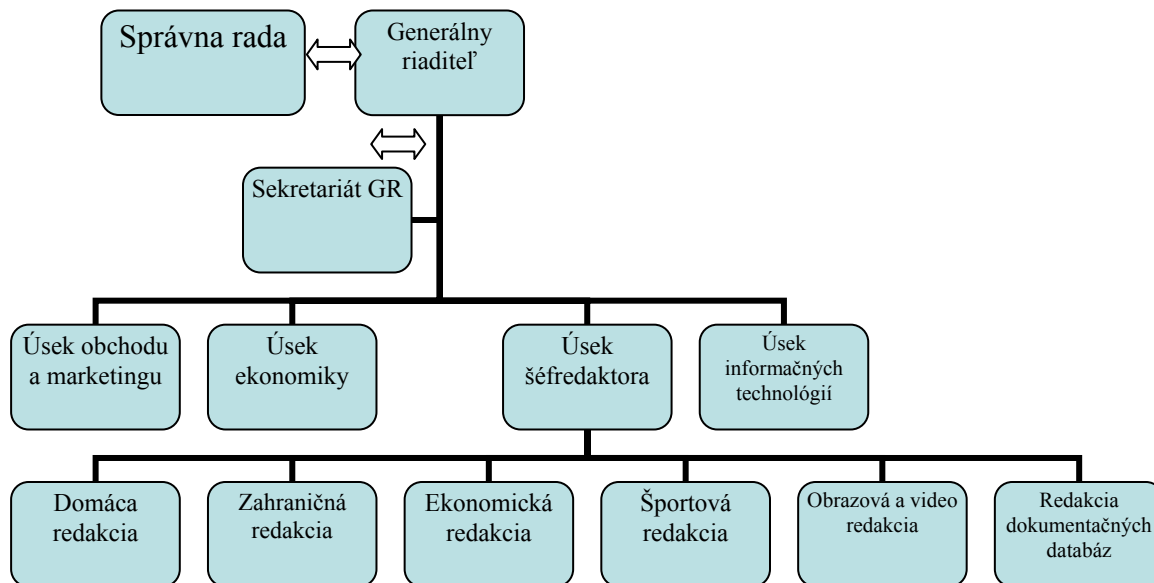 Správna rada
Generálny
riaditeľ
Sekretariát GR
Úsek obchodu
a marketingu
Úsek
ekonomiky
Úsek
šéfredaktora
Úsek
informačných
technológií
Domáca
redakcia
Zahraničná
redakcia
Ekonomická
redakcia
Športová
redakcia
Obrazová a video
redakcia
Redakcia
dokumentačných
databáz